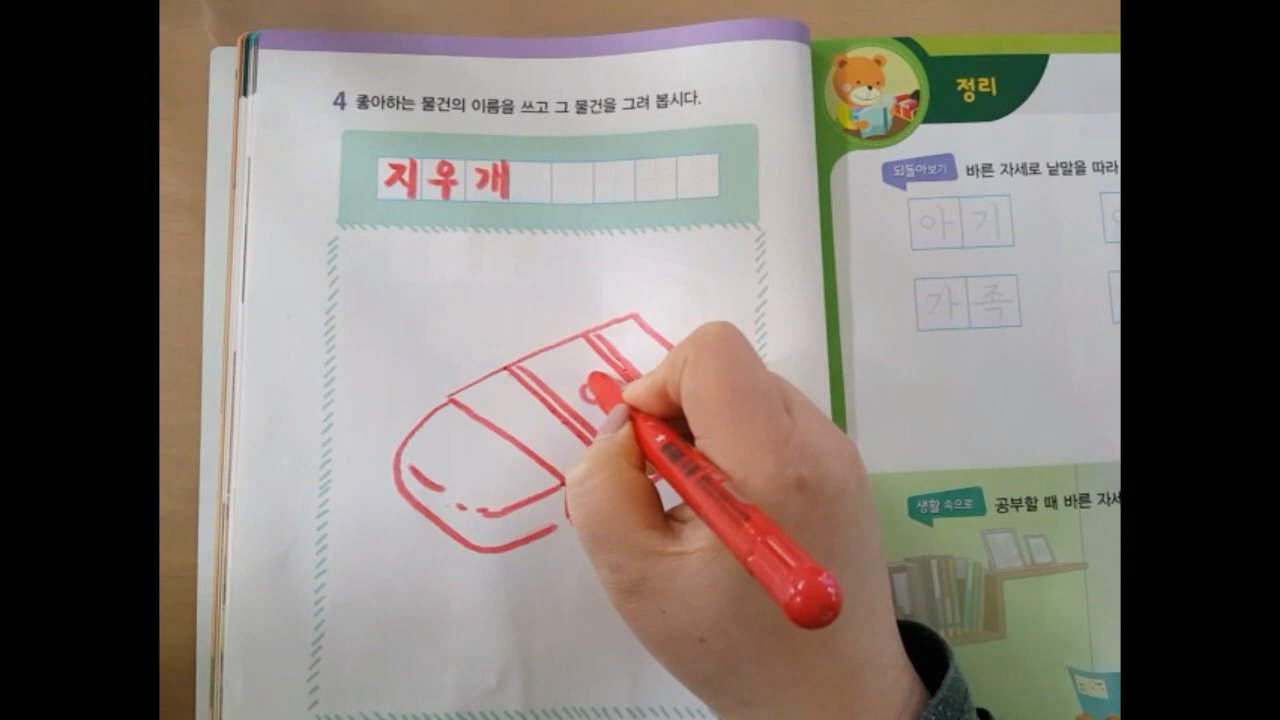 4 좋아하는 물건의 이름을 쓰고 그 물건을 그려 봅시다.
지우개
정리
되돌아보기 바른 자세로 낱말을 따라
아기
가족
생활 속으로 공부할 때 바른 자세